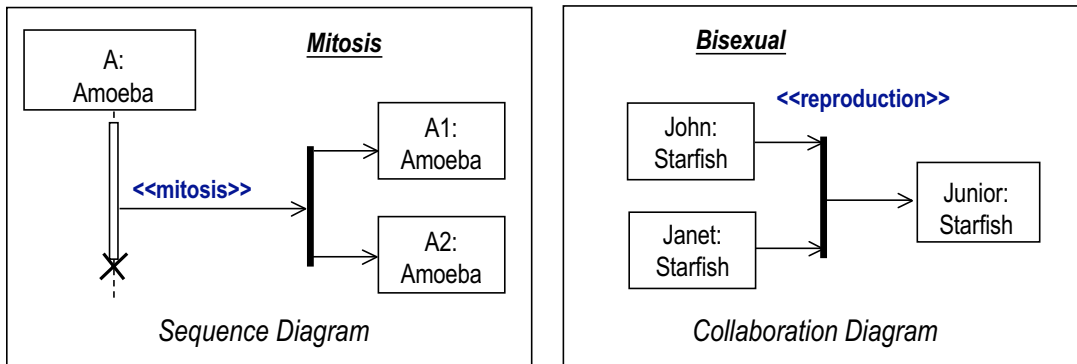 A:
Amoeba
Mitosis
<<mitosis>>
A1:
Amoeba
A2:
Amoeba
Sequence Diagram
Bisexual
<<reproduction>>
John:
Starfish
Janet:
Starfish
Junior:
Starfish
Collaboration Diagram